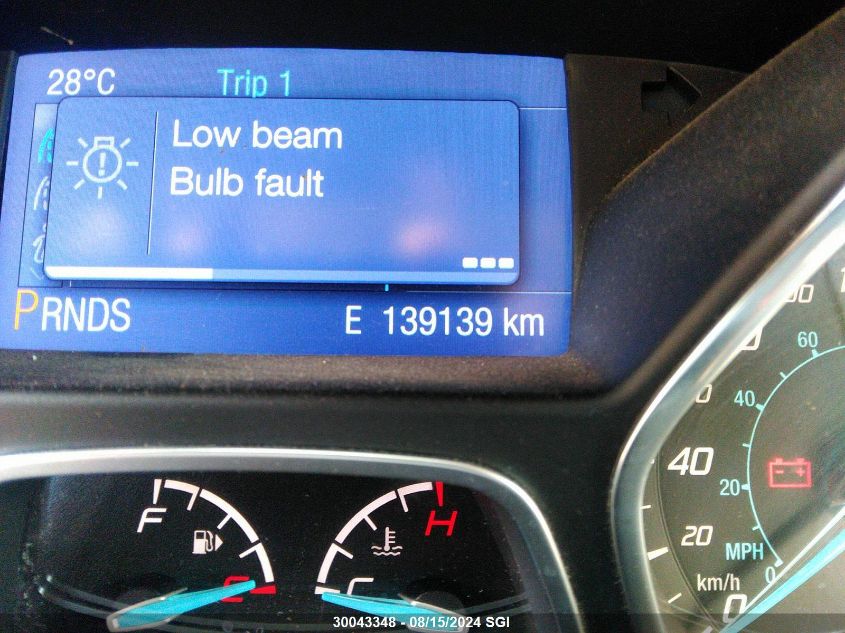 28°C Trip 1
Low beam
Bulb fault
PRNDS E 139139 km
F E
H C
0 20 40
km/h
0 20 40 60
MPH
30043348 - 08/15/2024 SGI